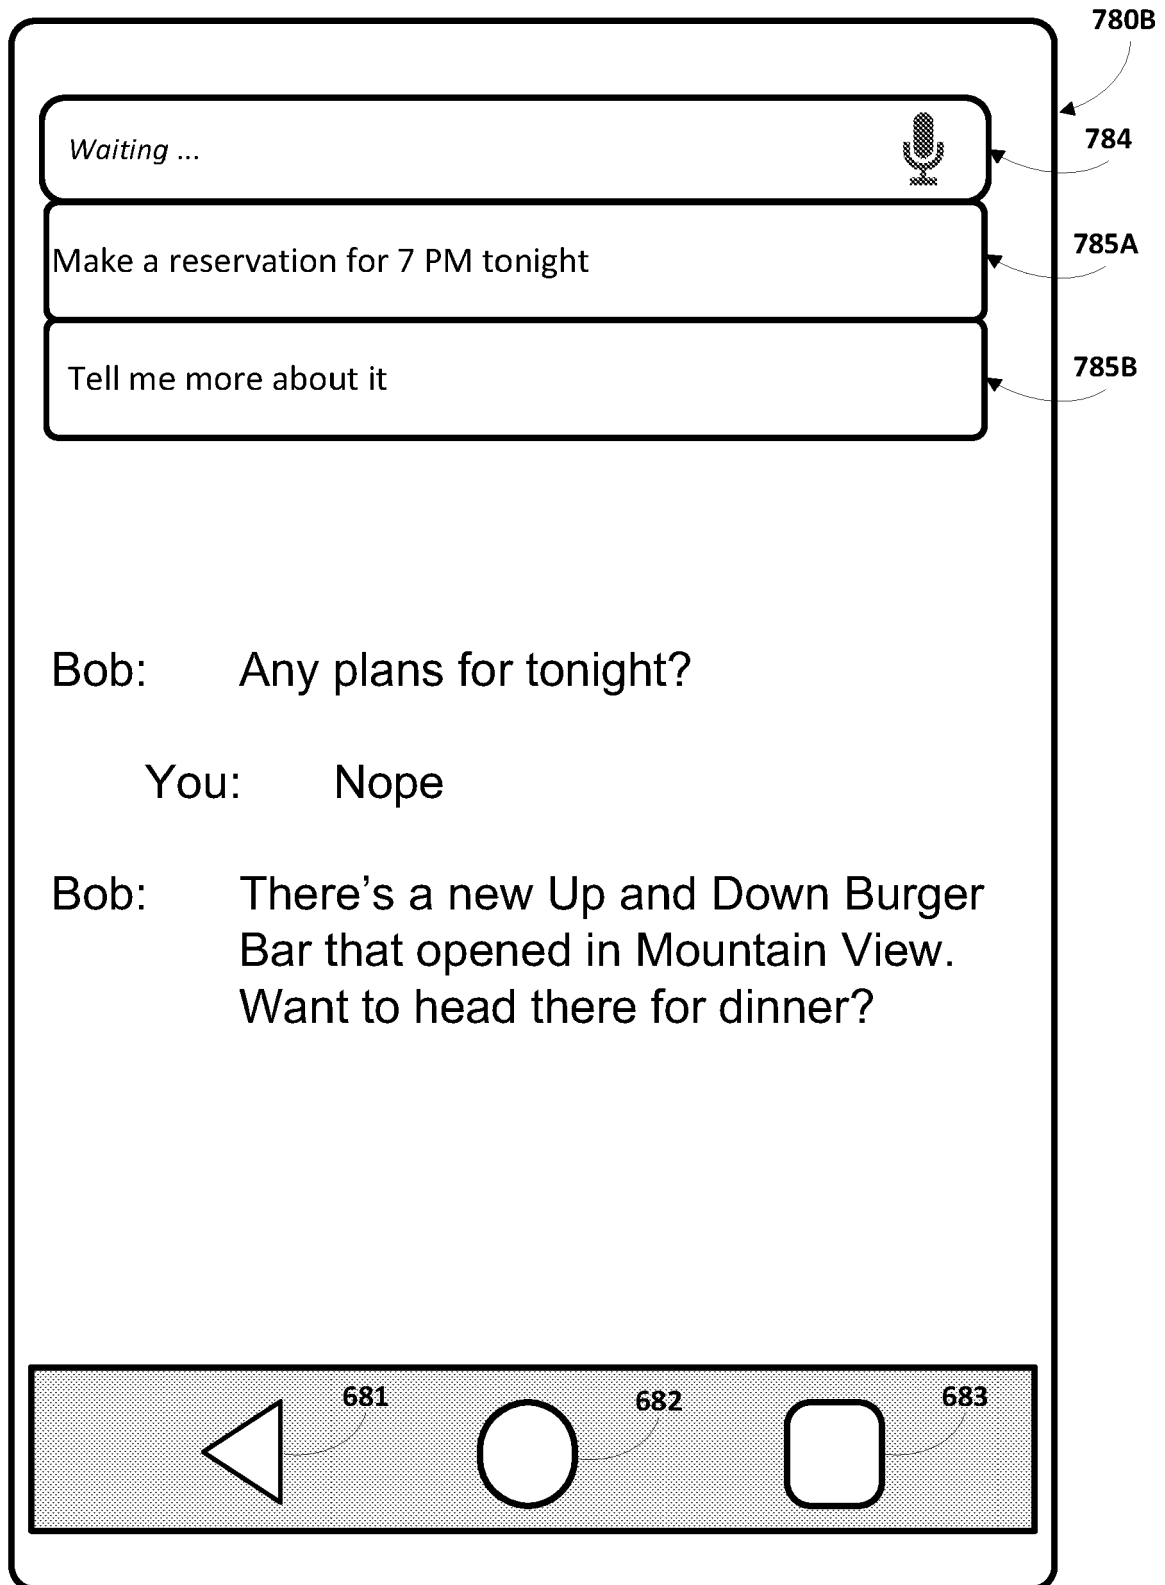 780B
Waiting ...
784
Make a reservation for 7 PM tonight
785A
Tell me more about it
785B
Bob: Any plans for tonight?
You: Nope
Bob: There's a new Up and Down Burger
Bar that opened in Mountain View.
Want to head there for dinner?
681
682
683